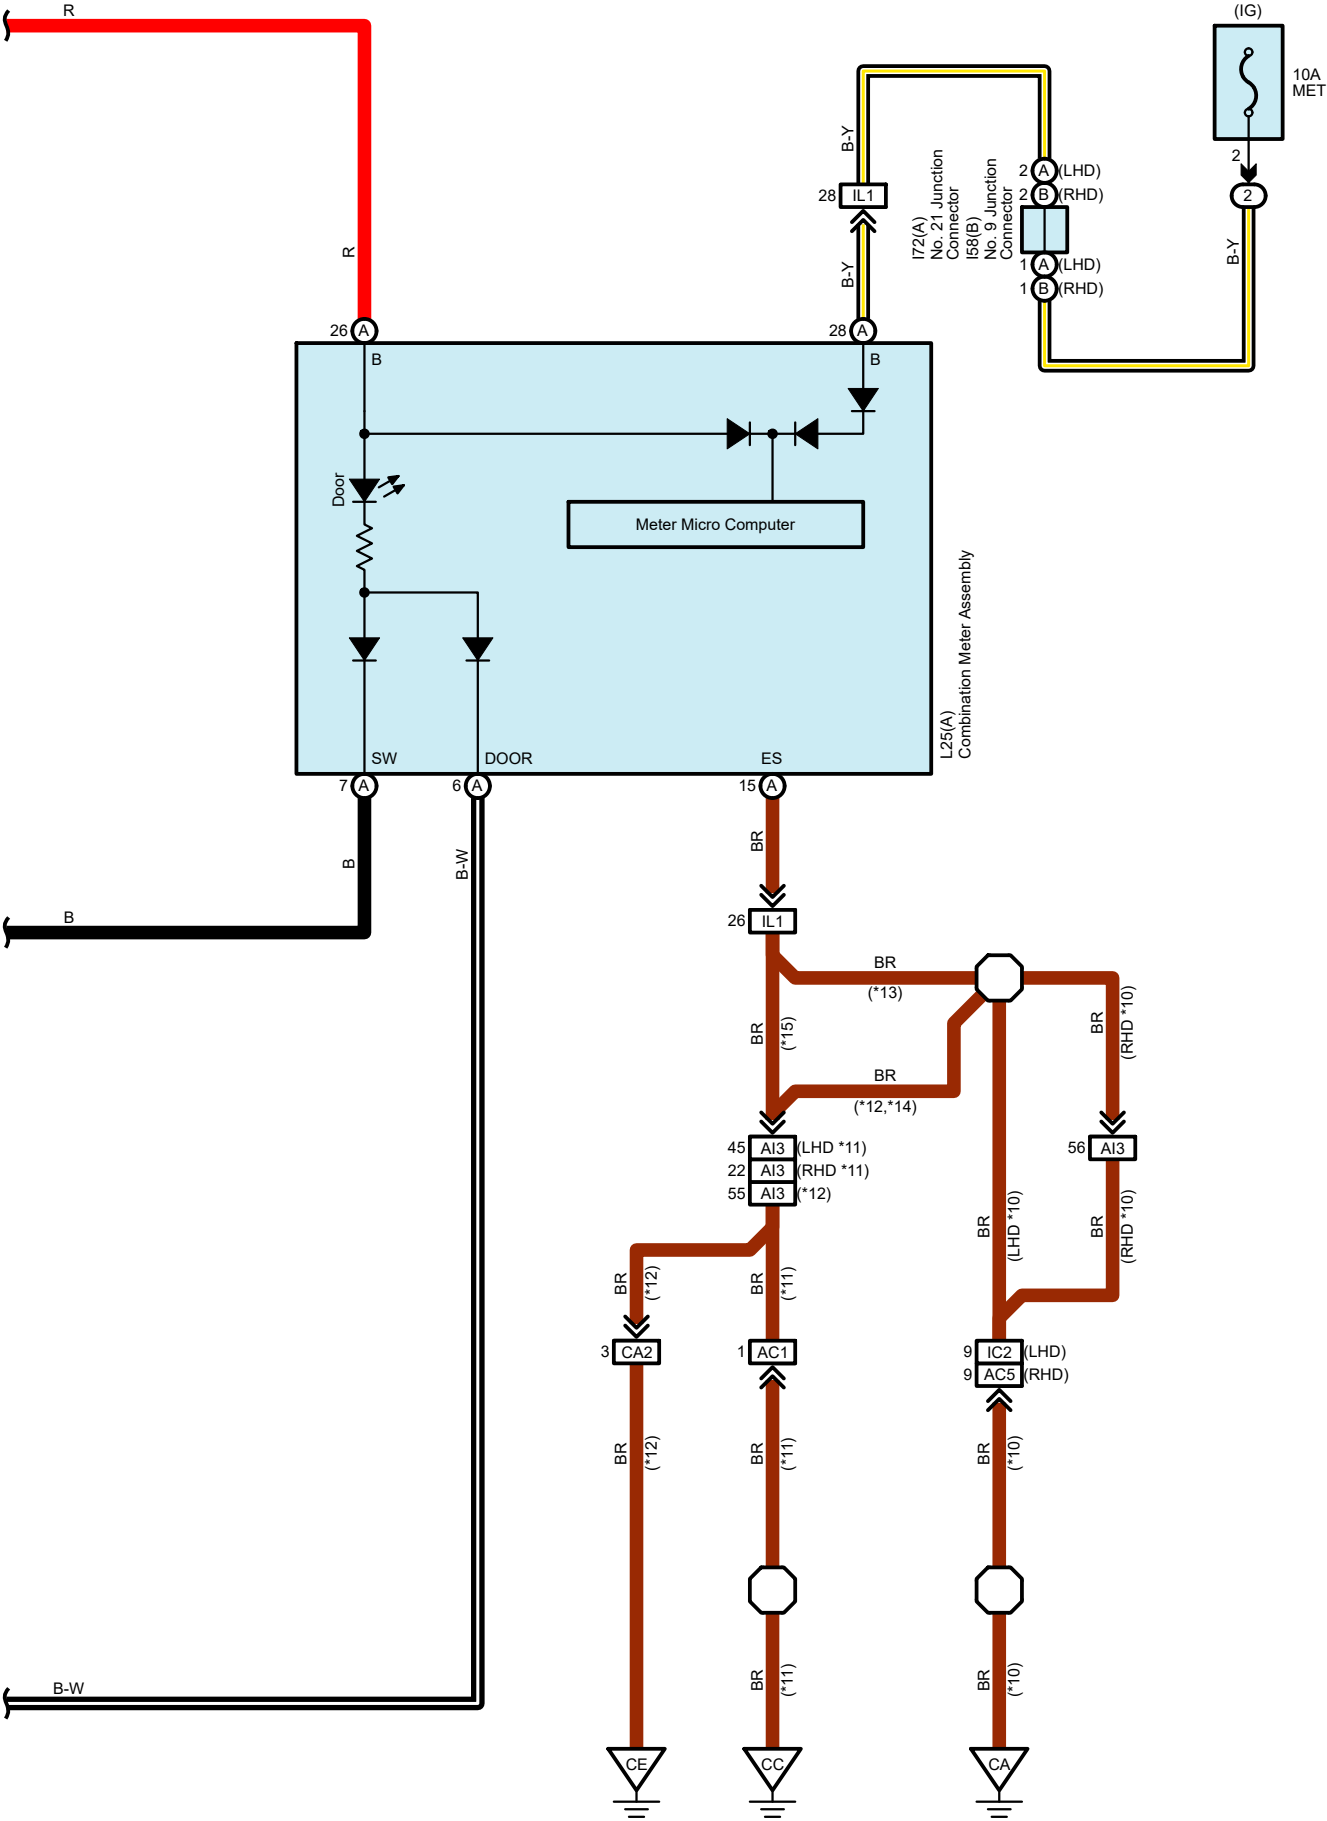 R
(IG)
10A
MET
2
2
B-Y
B-Y
28 IL1
B-Y
I72(A)
No. 21 Junction
Connector
I58(B)
No. 9 Junction
Connector
2 A (LHD)
2 B (RHD)
1 A (LHD)
1 B (RHD)
R
26 A
B
28 A
B
Door
Meter Micro Computer
L25(A)
Combination Meter Assembly
SW
DOOR
ES
7 A
6 A
15 A
B
B-W
BR
B
26 IL1
BR
(*13)
BR
(*15)
BR
(RHD *10)
BR
(*12,*14)
45 AI3 (LHD *11)
22 AI3 (RHD *11)
55 AI3 (*12)
56 AI3
BR
(LHD *10)
BR
(RHD *10)
BR
(*12)
BR
(*11)
3 CA2
1 AC1
9 IC2 (LHD)
9 AC5 (RHD)
BR
(*12)
BR
(*11)
BR
(*10)
B-W
BR
(*11)
BR
(*10)
CE
CC
CA